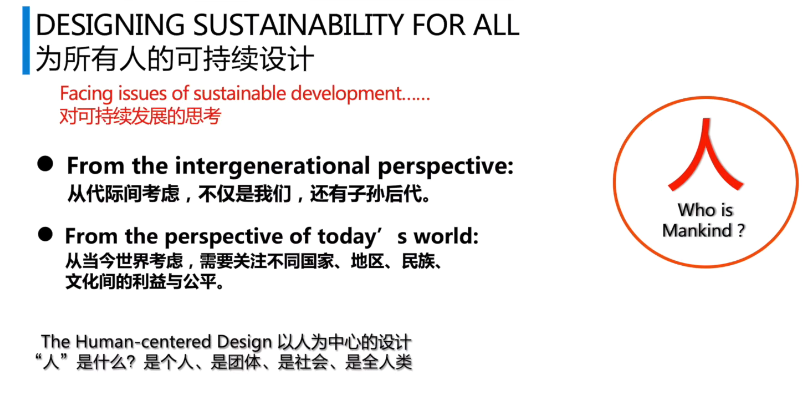 DESIGNING SUSTAINABILITY FOR ALL
为所有人的可持续设计
Facing issues of sustainable development……
对可持续发展的思考
● From the intergenerational perspective:
从代际间考虑，不仅是我们，还有子孙后代。
● From the perspective of today’s world:
从当今世界考虑，需要关注不同国家、地区、民族、
文化间的利益与公平。
人
Who is
Mankind？
The Human-centered Design 以人为中心的设计
“人”是什么？是个人、是团体、是社会、是全人类